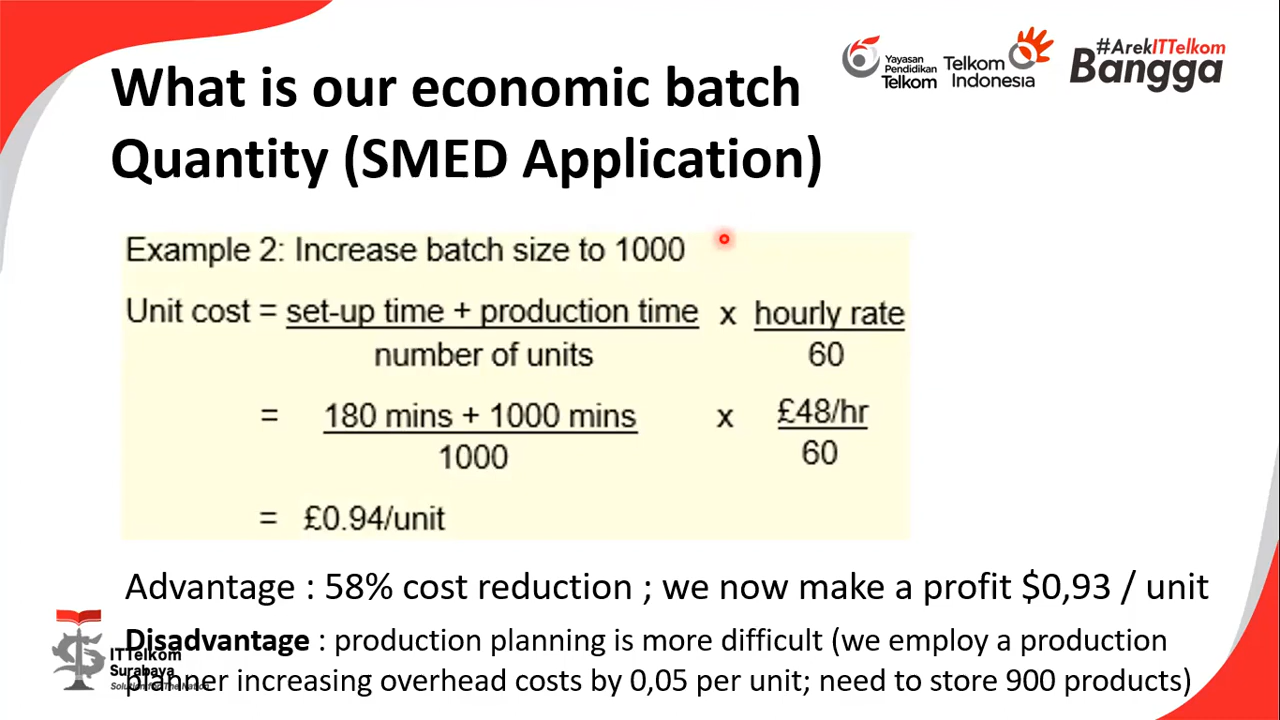 What is our economic batch
Quantity (SMED Application)
Yayasan
Pendidikan
Telkom
Telkom
Indonesia
#ArekITTelkom
Bangga
Example 2: Increase batch size to 1000
Unit cost = set-up time + production time x hourly rate
number of units 60
= 180 mins + 1000 mins x £48/hr
1000 60
= £0.94/unit
Advantage : 58% cost reduction ; we now make a profit $0,93 / unit
Disadvantage : production planning is more difficult (we employ a production
planner increasing overhead costs by 0,05 per unit; need to store 900 products)
ITTelkom
Surabaya
Solution for The Nation